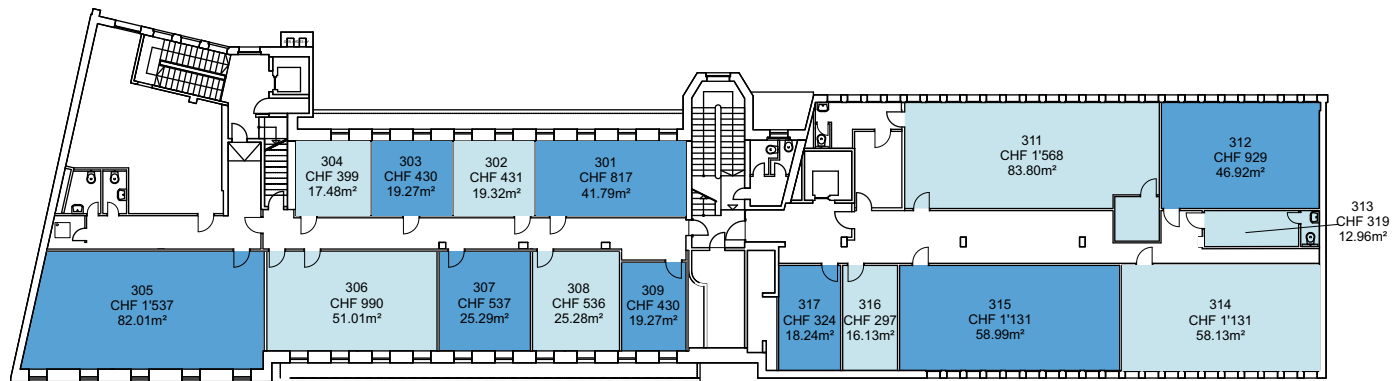 304
CHF 399
17.48m²
303
CHF 430
19.27m²
302
CHF 431
19.32m²
301
CHF 817
41.79m²
311
CHF 1'568
83.80m²
312
CHF 929
46.92m²
313
CHF 319
12.96m²
305
CHF 1'537
82.01m²
306
CHF 990
51.01m²
307
CHF 537
25.29m²
308
CHF 536
25.28m²
309
CHF 430
19.27m²
317
CHF 324
18.24m²
316
CHF 297
16.13m²
315
CHF 1'131
58.99m²
314
CHF 1'131
58.13m²